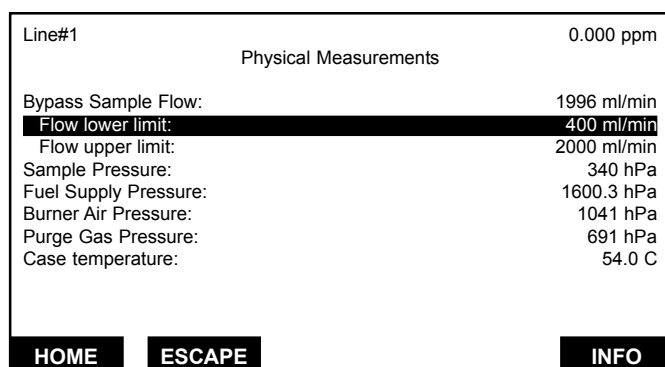 Line#1 0.000 ppm
Physical Measurements
Bypass Sample Flow: 1996 ml/min
Flow lower limit: 400 ml/min
Flow upper limit: 2000 ml/min
Sample Pressure: 340 hPa
Fuel Supply Pressure: 1600.3 hPa
Burner Air Pressure: 1041 hPa
Purge Gas Pressure: 691 hPa
Case temperature: 54.0 C
HOME ESCAPE INFO